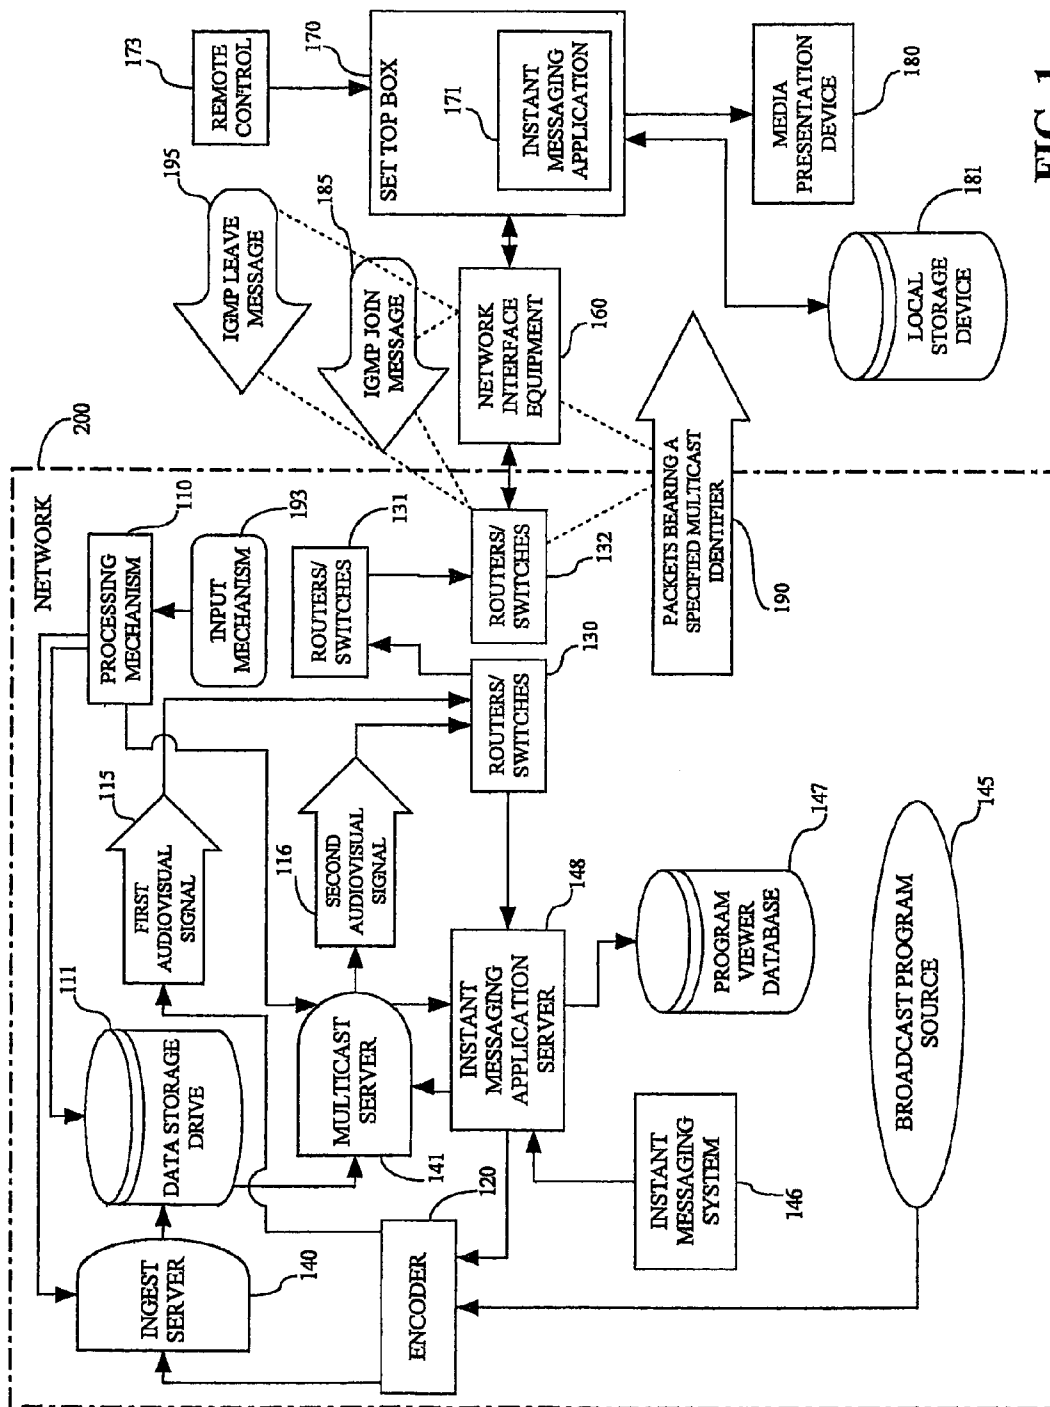 200
NETWORK
PROCESSING
MECHANISM
110
INPUT
MECHANISM
193
FIRST
AUDIOVISUAL
SIGNAL
115
DATA STORAGE
DRIVE
111
INGEST
SERVER
140
ENCODER
120
MULTICAST
SERVER
141
SECOND
AUDIOVISUAL
SIGNAL
116
ROUTERS/
SWITCHES
131
ROUTERS/
SWITCHES
130
ROUTERS/
SWITCHES
132
INSTANT
MESSAGING
APPLICATION
SERVER
148
INSTANT
MESSAGING
SYSTEM
146
PROGRAM
VIEWER
DATABASE
147
BROADCAST PROGRAM
SOURCE
145
PACKETS BEARING A
SPECIFIED MULTICAST
IDENTIFIER
190
IGMP LEAVE
MESSAGE
195
IGMP JOIN
MESSAGE
185
NETWORK
INTERFACE
EQUIPMENT
160
REMOTE
CONTROL
173
SET TOP BOX
170
INSTANT
MESSAGING
APPLICATION
171
MEDIA
PRESENTATION
DEVICE
180
LOCAL
STORAGE
DEVICE
181
FIG. 1